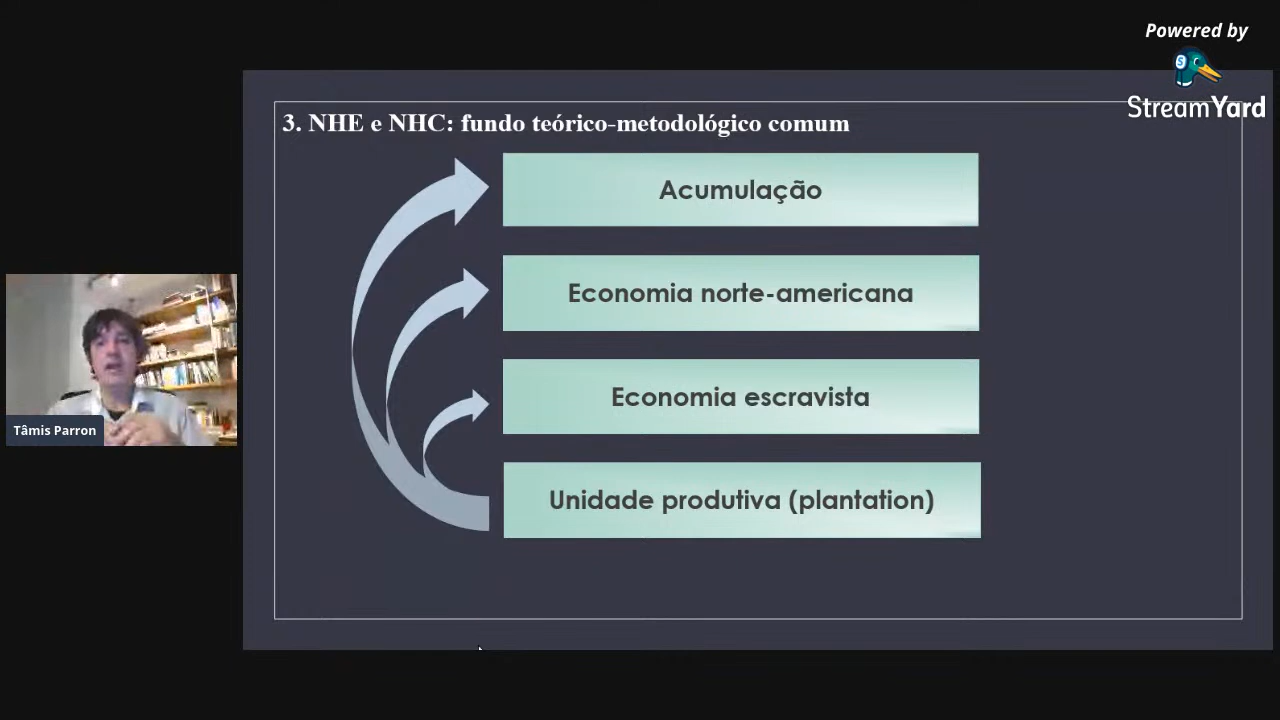 Powered by
StreamYard
3. NHE e NHC: fundo teórico-metodológico comum
Acumulação
Economia norte-americana
Economia escravista
Unidade produtiva (plantation)
Tâmis Parron